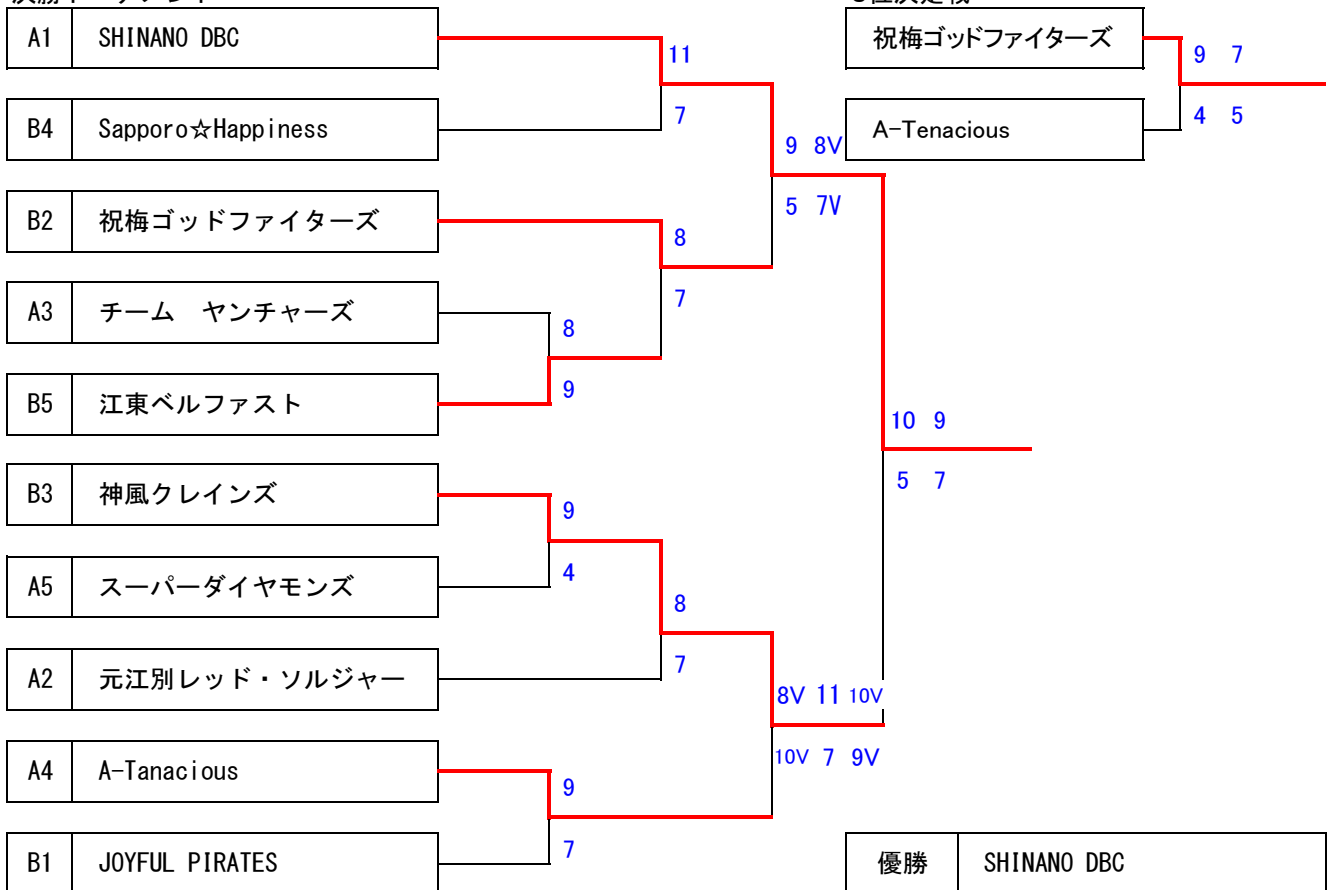 A1 SHINANO DBC
11
7
B4 Sapporo☆Happiness
9 8V
5 7V
B2 祝梅ゴッドファイターズ
8
7
A3 チーム　ヤンチャーズ
8
9
B5 江東ベルファスト
10 9
5 7
B3 神風クレインズ
9
4
A5 スーパーダイヤモンズ
8
7
A2 元江別レッド・ソルジャー
8V 11 10V
10V 7 9V
A4 A-Tanacious
9
7
B1 JOYFUL PIRATES
祝梅ゴッドファイターズ
9 7
4 5
A-Tenacious
優勝 SHINANO DBC